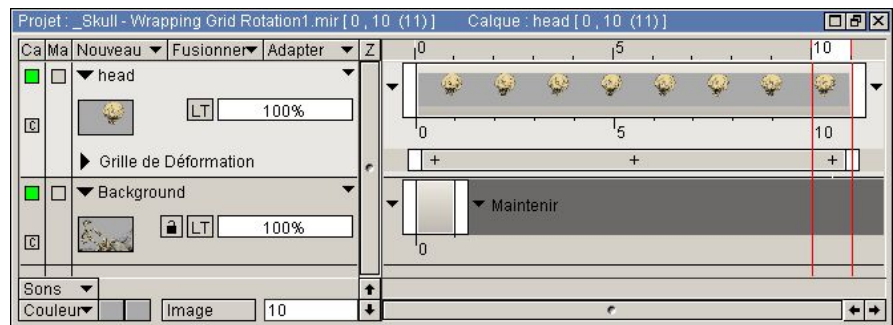 Projet : _Skull - Wrapping Grid Rotation1.mir [ 0 , 10 (11) ] Calque : head [ 0 , 10 (11) ]
Ca Ma Nouveau Fusionner Adapter Z 0 5 10
head
LT 100%
C 0 5 10
Grille de Déformation + + +
Background
Maintenir
LT 100%
C 0
Sons
Couleur Image 10